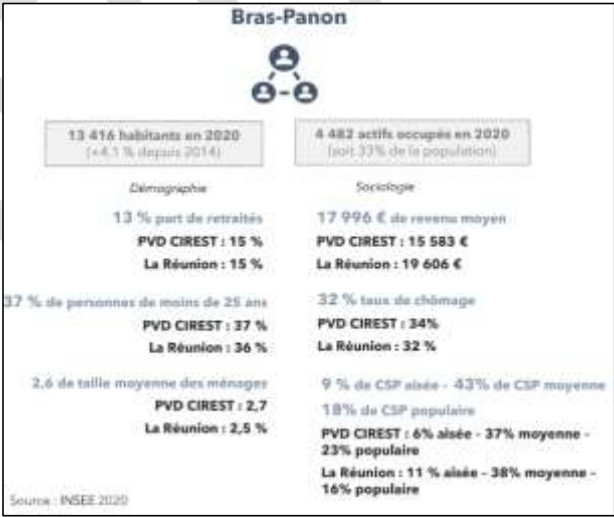 Bras-Panon
13 416 habitants en 2020
(+4.1 % depuis 2014)
4 482 actifs occupés en 2020
(soit 33% de la population)
Démographie
Sociologie
13 % part de retraités
PVD CIREST : 15 %
La Réunion : 15 %
17 996 € de revenu moyen
PVD CIREST : 15 583 €
La Réunion : 19 606 €
37 % de personnes de moins de 25 ans
PVD CIREST : 37 %
La Réunion : 36 %
32 % taux de chômage
PVD CIREST : 34%
La Réunion : 32 %
2,6 de taille moyenne des ménages
PVD CIREST : 2,7
La Réunion : 2,5 %
9 % de CSP aisée - 43% de CSP moyenne
18% de CSP populaire
PVD CIREST : 6% aisée - 37% moyenne -
23% populaire
La Réunion : 11 % aisée - 38% moyenne -
16% populaire
Source : INSEE 2020